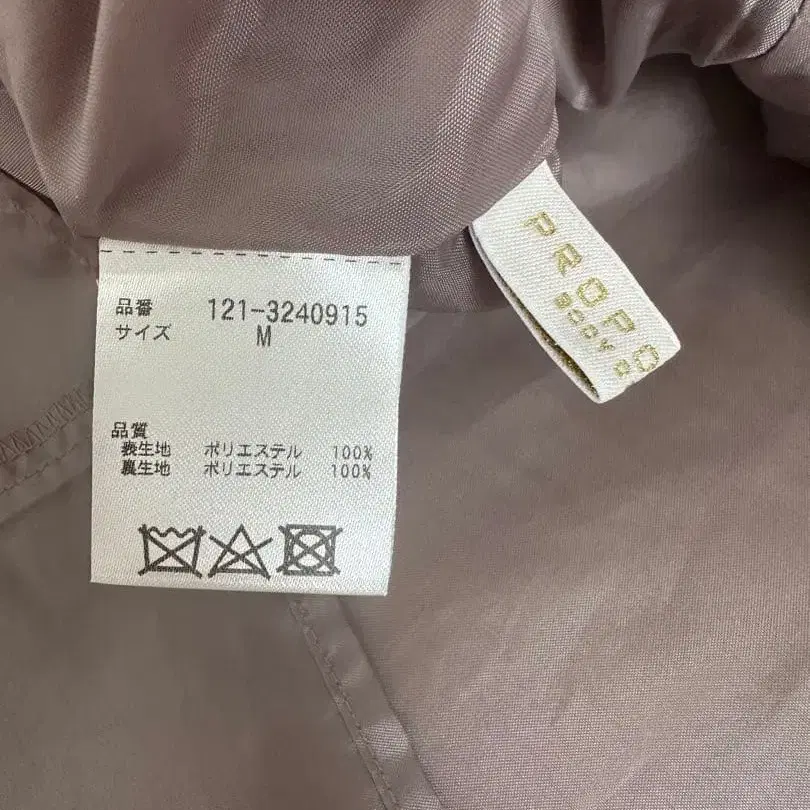 品番 121-3240915
サイズ M
品質
表生地 ポリエステル 100%
裏生地 ポリエステル 100%
PROPO
BODY D